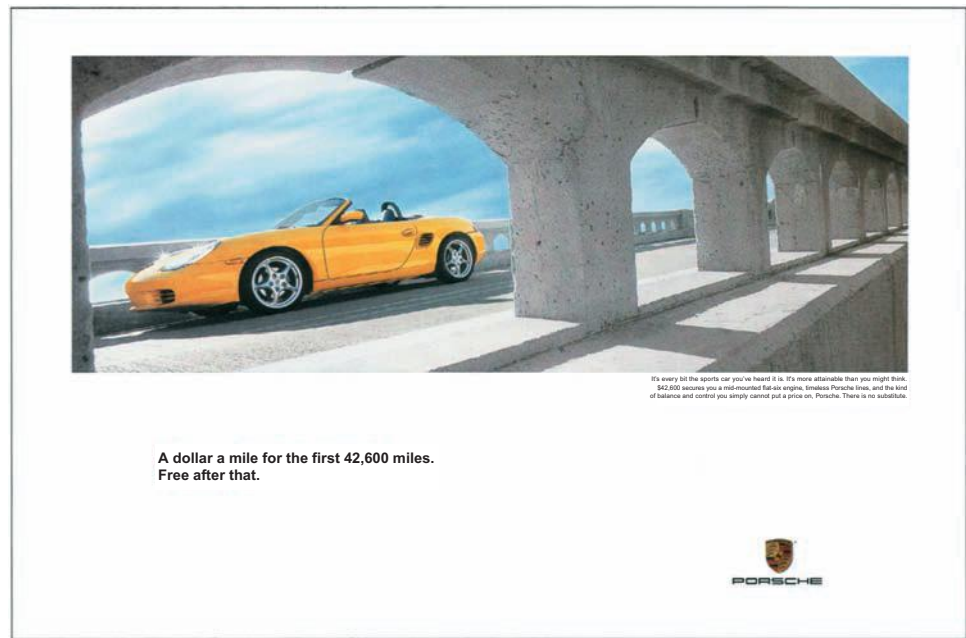 It's every bit the sports car you've heard it is. It's more attainable than you might think.
$42,600 secures you a mid-mounted flat-six engine, timeless Porsche lines, and the kind
of balance and control you simply cannot put a price on, Porsche. There is no substitute.
A dollar a mile for the first 42,600 miles.
Free after that.
PORSCHE